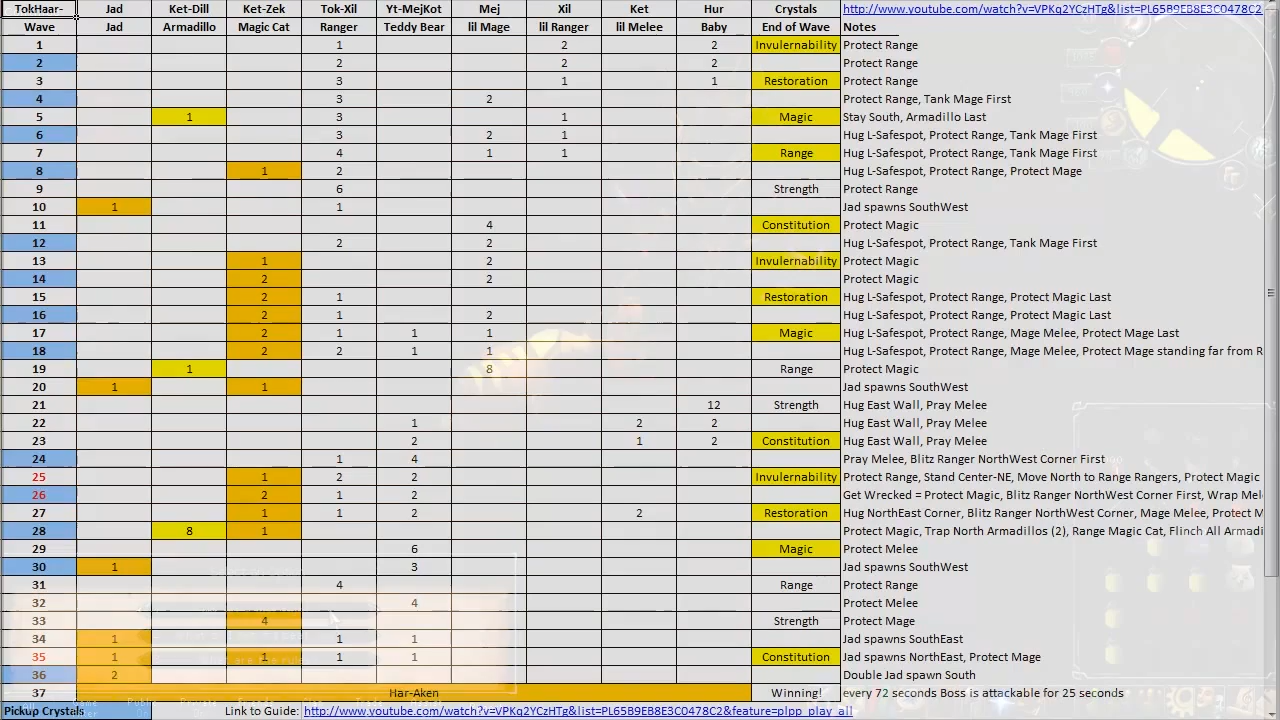 TokHaar- Jad Ket-Dill Ket-Zek Tok-Xil Yt-MejKot Mej Xil Ket Hur Crystals http://www.youtube.com/watch?v=VPKq2YCzHTg&list=PL65B9EB8E3C0478C2
Wave Jad Armadillo Magic Cat Ranger Teddy Bear lil Mage lil Ranger lil Melee Baby End of Wave Notes
1 1 2 2 Invulernability Protect Range
2 2 2 2 Protect Range
3 3 1 1 Restoration Protect Range
4 3 2 Protect Range, Tank Mage First
5 1 3 1 Magic Stay South, Armadillo Last
6 3 2 1 Hug L-Safespot, Protect Range, Tank Mage First
7 4 1 1 Range Hug L-Safespot, Protect Range, Tank Mage First
8 1 2 Hug L-Safespot, Protect Range, Protect Mage
9 6 Strength Protect Range
10 1 1 Jad spawns SouthWest
11 4 Constitution Protect Magic
12 2 2 Hug L-Safespot, Protect Range, Tank Mage First
13 1 2 Invulernability Protect Magic
14 2 2 Protect Magic
15 2 1 Restoration Hug L-Safespot, Protect Range, Protect Magic Last
16 2 1 2 Hug L-Safespot, Protect Range, Protect Magic Last
17 2 1 1 1 Magic Hug L-Safespot, Protect Range, Mage Melee, Protect Mage Last
18 2 2 1 1 Hug L-Safespot, Protect Range, Mage Melee, Protect Mage standing far from R
19 1 8 Range Protect Magic
20 1 1 Jad spawns SouthWest
21 12 Strength Hug East Wall, Pray Melee
22 1 2 2 Hug East Wall, Pray Melee
23 2 1 2 Constitution Hug East Wall, Pray Melee
24 1 4 Pray Melee, Blitz Ranger NorthWest Corner First
25 1 2 2 Invulernability Protect Range, Stand Center-NE, Move North to Range Rangers, Protect Magic
26 2 1 2 Get Wrecked = Protect Magic, Blitz Ranger NorthWest Corner First, Wrap Mel
27 1 1 2 2 Restoration Hug NorthEast Corner, Blitz Ranger NorthWest Corner, Mage Melee, Protect M
28 8 1 Protect Magic, Trap North Armadillos (2), Range Magic Cat, Flinch All Armadi
29 6 Magic Protect Melee
30 1 3 Jad spawns SouthWest
31 4 Range Protect Range
32 4 Protect Melee
33 4 Strength Protect Mage
34 1 1 1 Jad spawns SouthEast
35 1 1 1 1 Constitution Jad spawns NorthEast, Protect Mage
36 2 Double Jad spawn South
37 Har-Aken Winning! every 72 seconds Boss is attackable for 25 seconds
Pickup Crystals Link to Guide: http://www.youtube.com/watch?v=VPKq2YCzHTg&list=PL65B9EB8E3C0478C2&feature=plpp_play_all